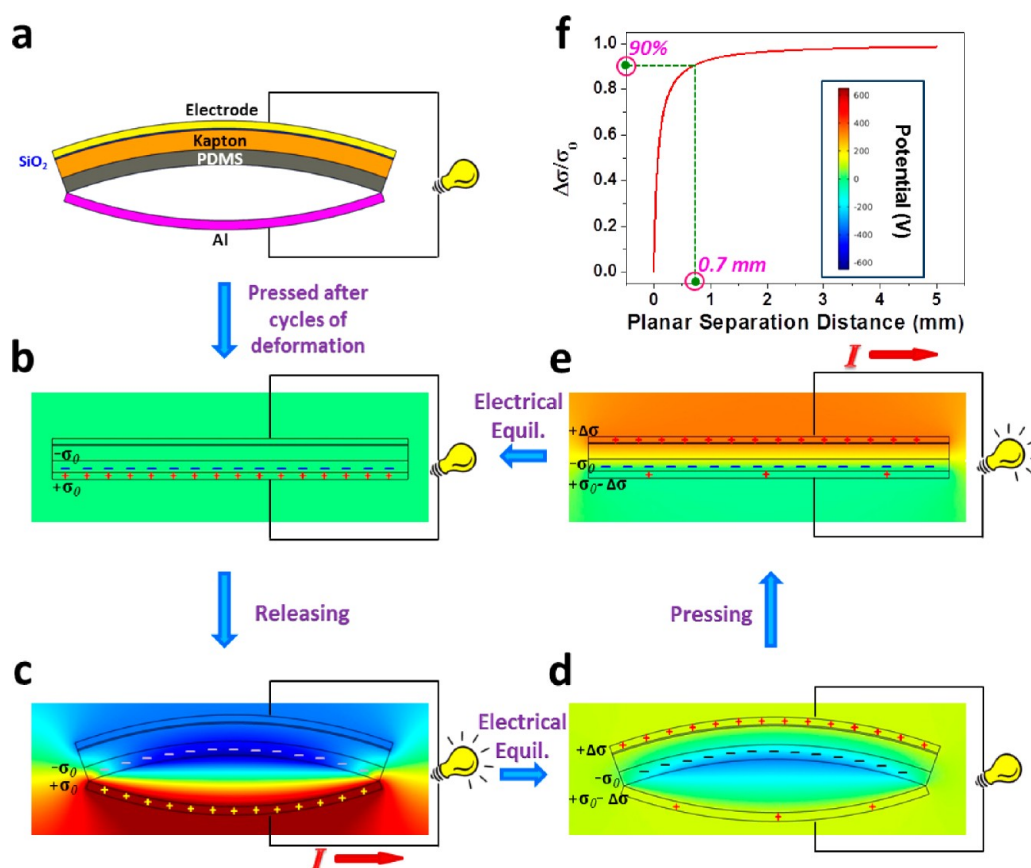 a
Electrode
Kapton
SiO2
PDMS
Al
Pressed after
cycles of
deformation
f
Δσ/σ0
1.0
0.8
0.6
0.4
0.2
0.0
90%
0.7 mm
0 1 2 3 4 5
Planar Separation Distance (mm)
600
400
200
0
-200
-400
-600
Potential (V)
b
-σ0
+σ0
Electrical
Equil.
e
I
+Δσ
-σ0
+σ0-Δσ
Releasing
Pressing
c
-σ0
+σ0
I
Electrical
Equil.
d
+Δσ
-σ0
+σ0-Δσ